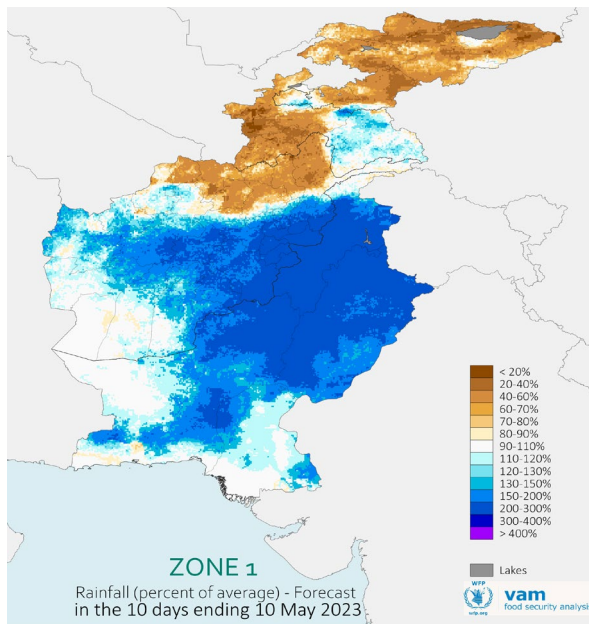 < 20%
20-40%
40-60%
60-70%
70-80%
80-90%
90-110%
110-120%
120-130%
130-150%
150-200%
200-300%
300-400%
> 400%
Lakes
ZONE 1
Rainfall (percent of average) - Forecast
in the 10 days ending 10 May 2023
WFP
wfp.org
vam
food security analysis